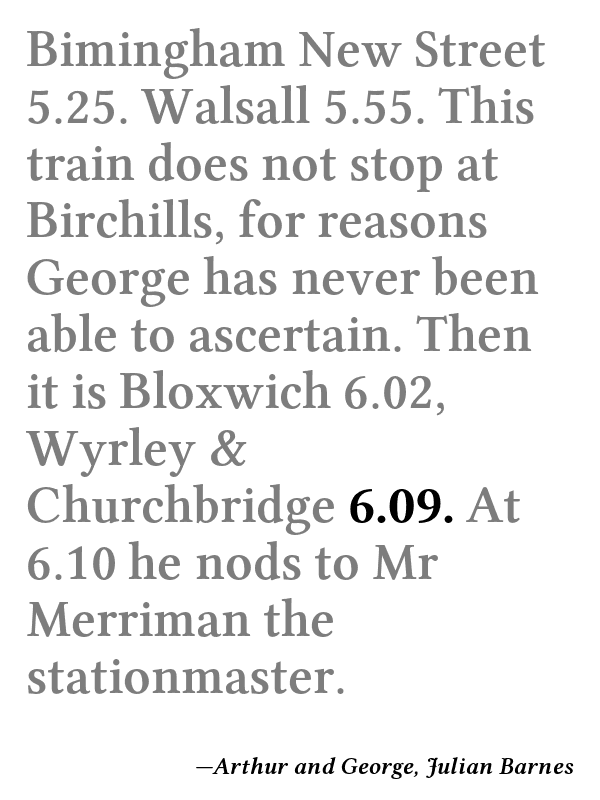 Bimingham New Street
5.25. Walsall 5.55. This
train does not stop at
Birchills, for reasons
George has never been
able to ascertain. Then
it is Bloxwich 6.02,
Wyrley &
Churchbridge 6.09. At
6.10 he nods to Mr
Merriman the
stationmaster.
—Arthur and George, Julian Barnes